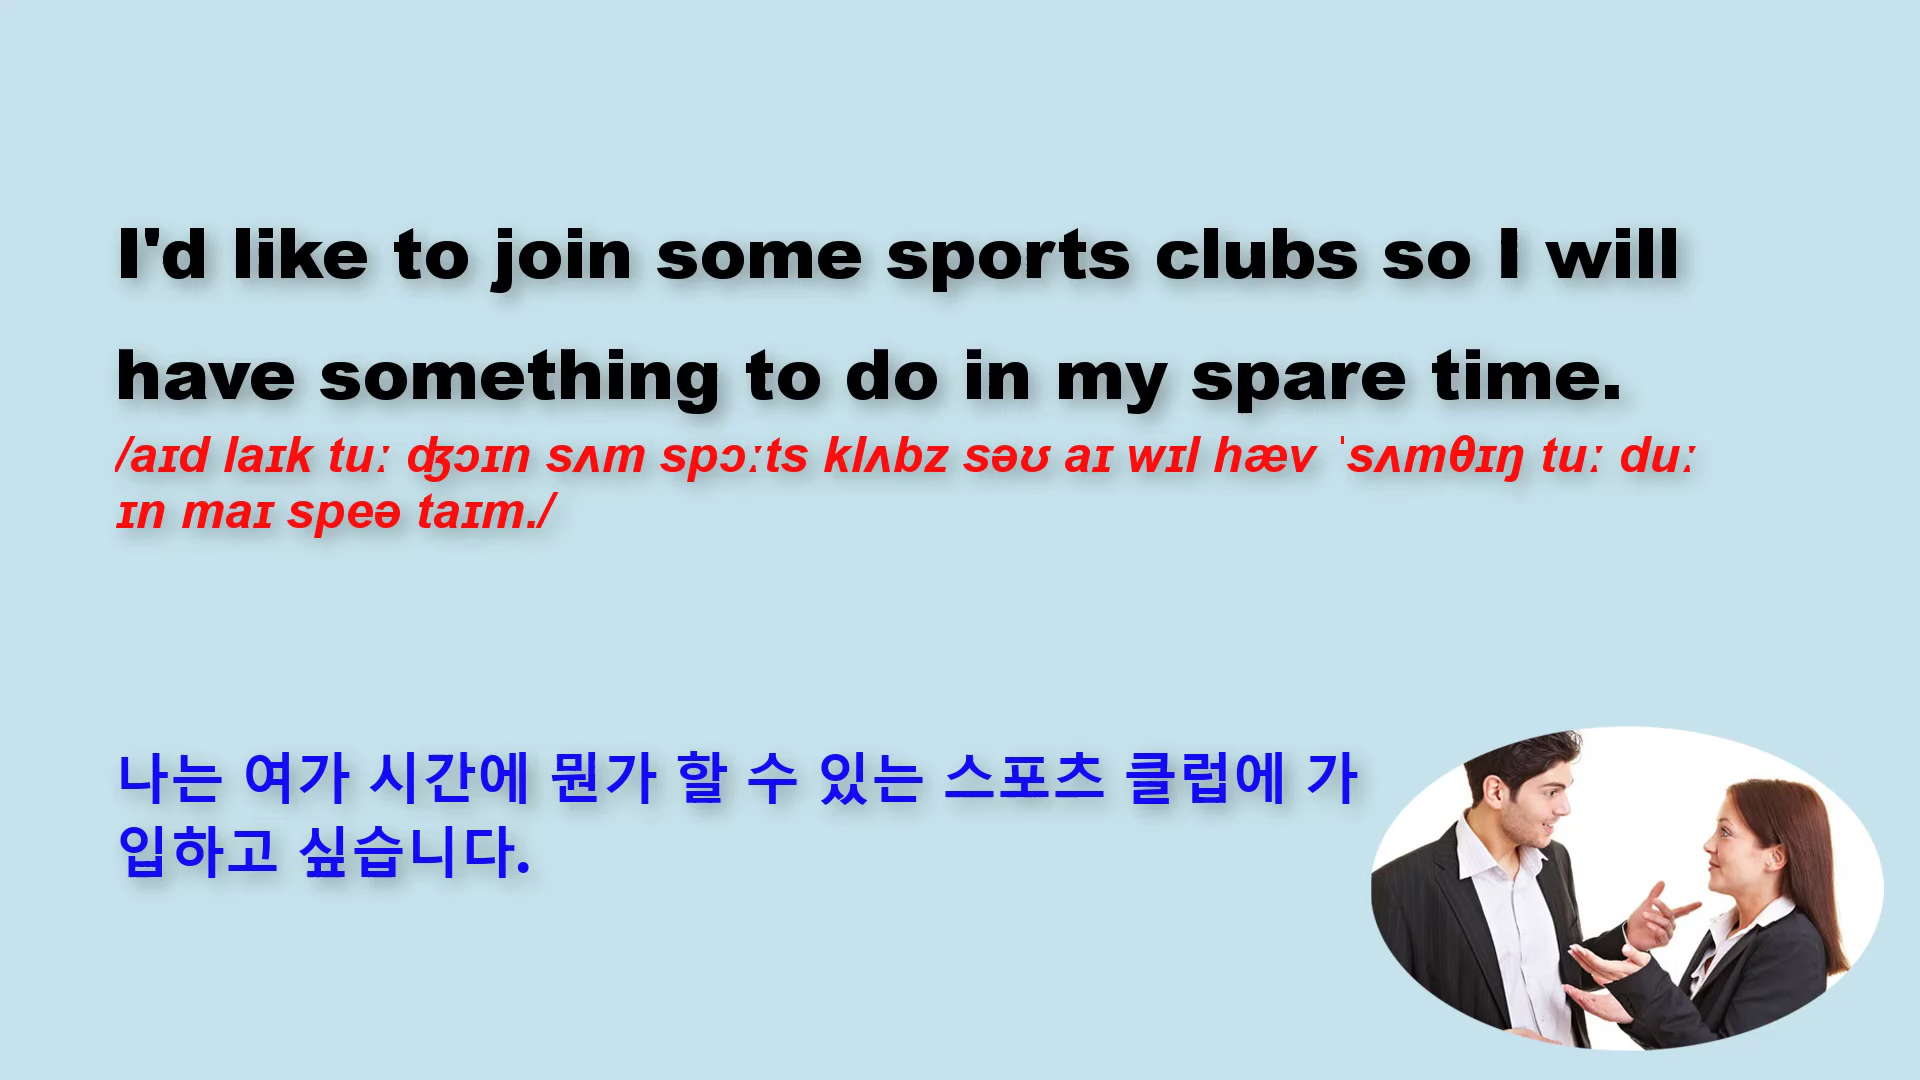 I'd like to join some sports clubs so I will
have something to do in my spare time.
/aɪd laɪk tuː ʤɔɪn sʌm spɔːts klʌbz səʊ aɪ wɪl hæv ˈsʌmθɪŋ tuː duː
ɪn maɪ speə taɪm./
나는 여가 시간에 뭔가 할 수 있는 스포츠 클럽에 가
입하고 싶습니다.